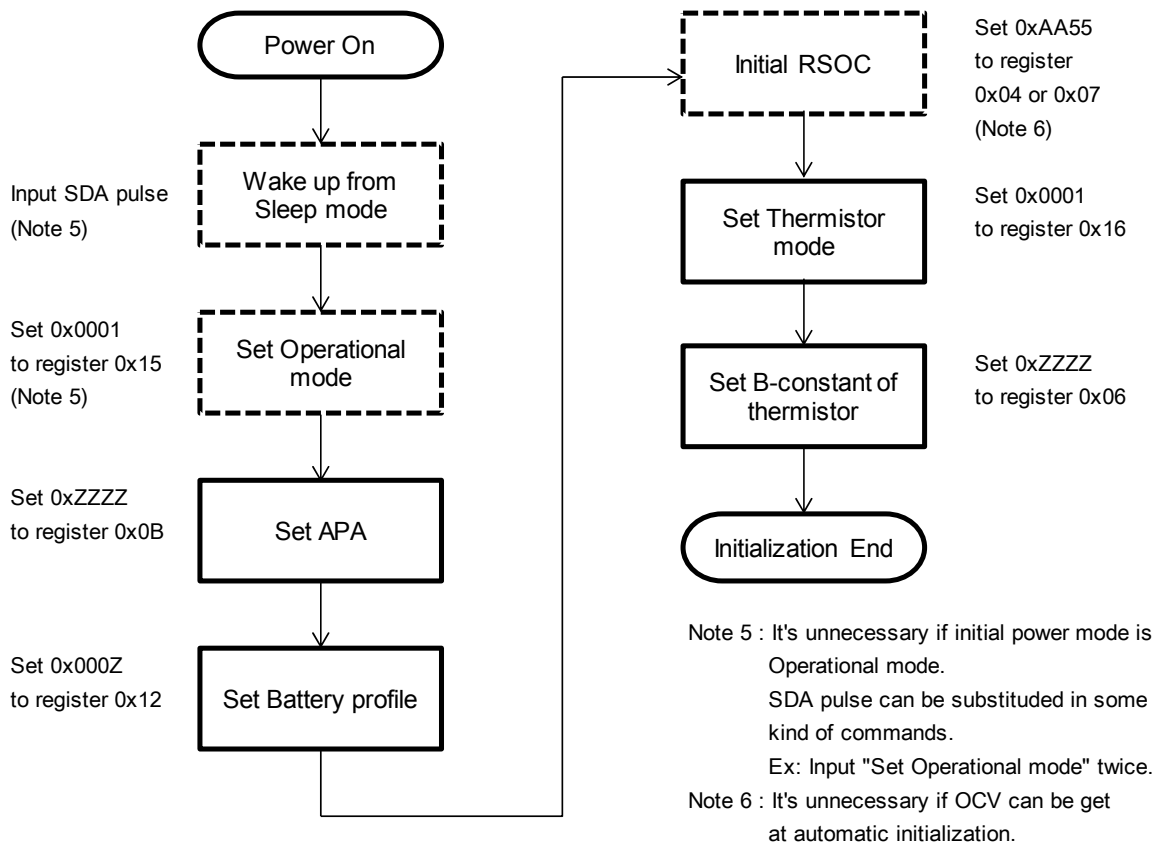 Power On
Input SDA pulse
(Note 5)
Wake up from
Sleep mode
Set 0x0001
to register 0x15
(Note 5)
Set Operational
mode
Set 0xZZZZ
to register 0x0B
Set APA
Set 0x000Z
to register 0x12
Set Battery profile
Initial RSOC
Set 0xAA55
to register
0x04 or 0x07
(Note 6)
Set Thermistor
mode
Set 0x0001
to register 0x16
Set B-constant of
thermistor
Set 0xZZZZ
to register 0x06
Initialization End
Note 5 : It's unnecessary if initial power mode is
Operational mode.
SDA pulse can be substituded in some
kind of commands.
Ex: Input "Set Operational mode" twice.
Note 6 : It's unnecessary if OCV can be get
at automatic initialization.